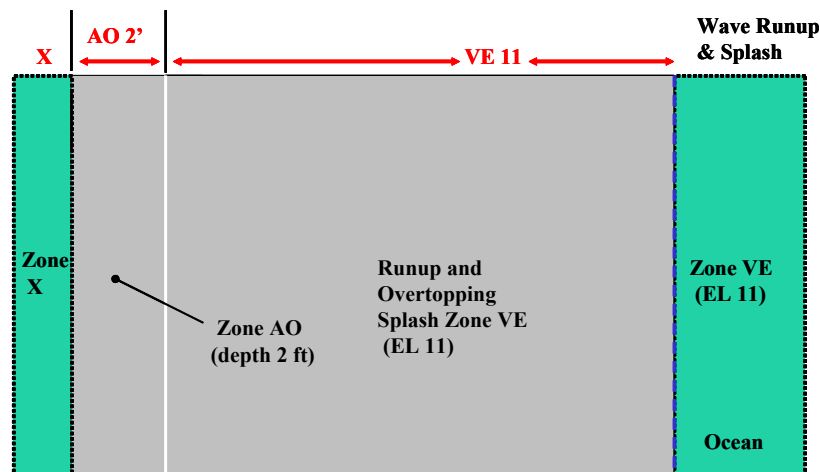 X
AO 2’
VE 11
Wave Runup
& Splash
Zone
X
Zone AO
(depth 2 ft)
Runup and
Overtopping
Splash Zone VE
(EL 11)
Zone VE
(EL 11)
Ocean